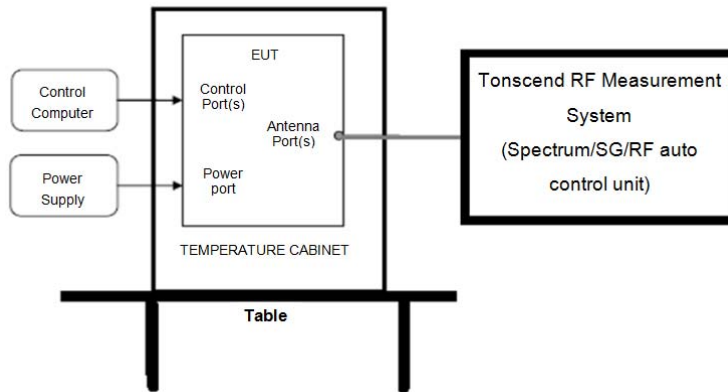 EUT
Control
Computer
Control
Port(s)
Antenna
Port(s)
Power
Supply
Power
port
TEMPERATURE CABINET
Table
Tonscend RF Measurement
System
(Spectrum/SG/RF auto
control unit)